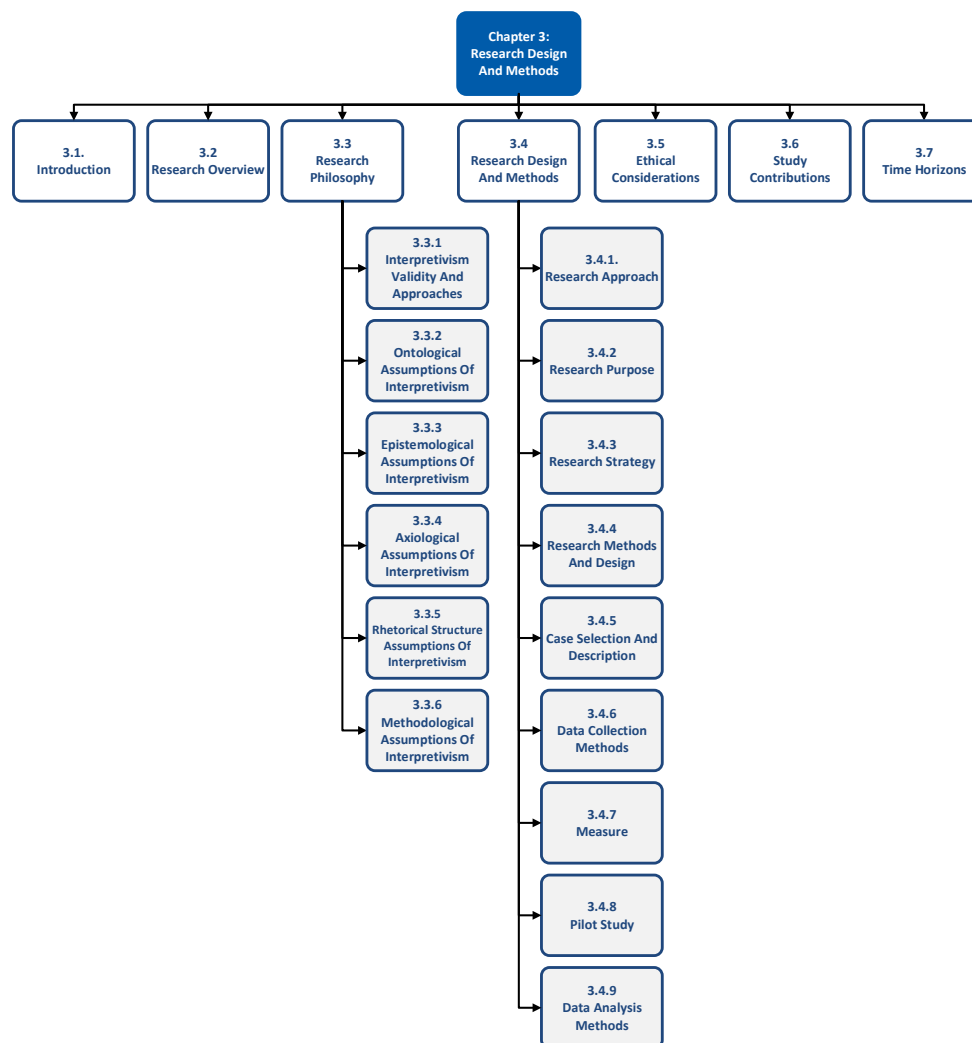 Chapter 3:
Research Design
And Methods
3.1.
Introduction
3.2
Research Overview
3.3
Research
Philosophy
3.4
Research Design
And Methods
3.5
Ethical
Considerations
3.6
Study
Contributions
3.7
Time Horizons
3.3.1
Interpretivism
Validity And
Approaches
3.3.2
Ontological
Assumptions Of
Interpretivism
3.3.3
Epistemological
Assumptions Of
Interpretivism
3.3.4
Axiological
Assumptions Of
Interpretivism
3.3.5
Rhetorical Structure
Assumptions Of
Interpretivism
3.3.6
Methodological
Assumptions Of
Interpretivism
3.4.1.
Research Approach
3.4.2
Research Purpose
3.4.3
Research Strategy
3.4.4
Research Methods
And Design
3.4.5
Case Selection And
Description
3.4.6
Data Collection
Methods
3.4.7
Measure
3.4.8
Pilot Study
3.4.9
Data Analysis
Methods